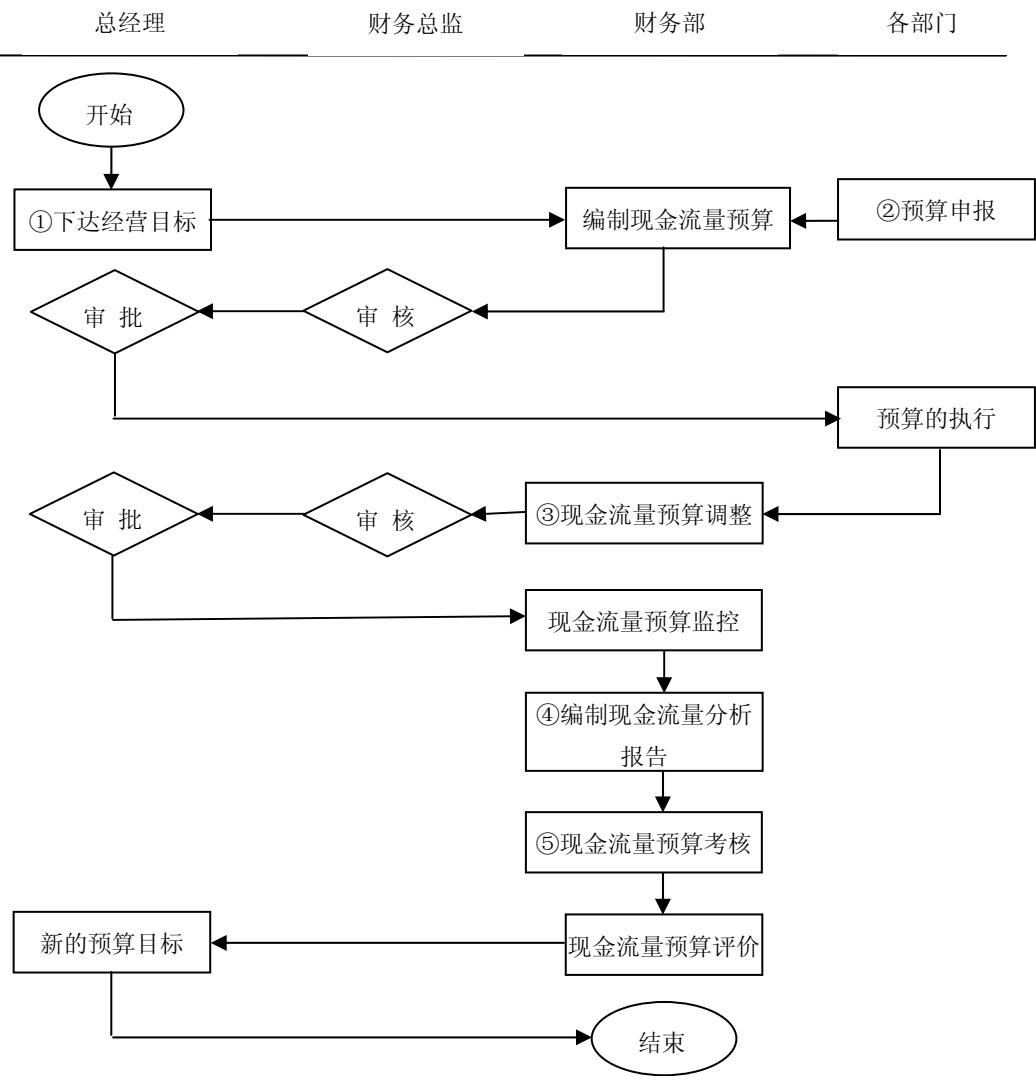 总经理 财务总监 财务部 各部门
开始
①下达经营目标
编制现金流量预算
②预算申报
审 批
审 核
预算的执行
审 批
审 核
③现金流量预算调整
现金流量预算监控
④编制现金流量分析
报告
⑤现金流量预算考核
新的预算目标
现金流量预算评价
结束